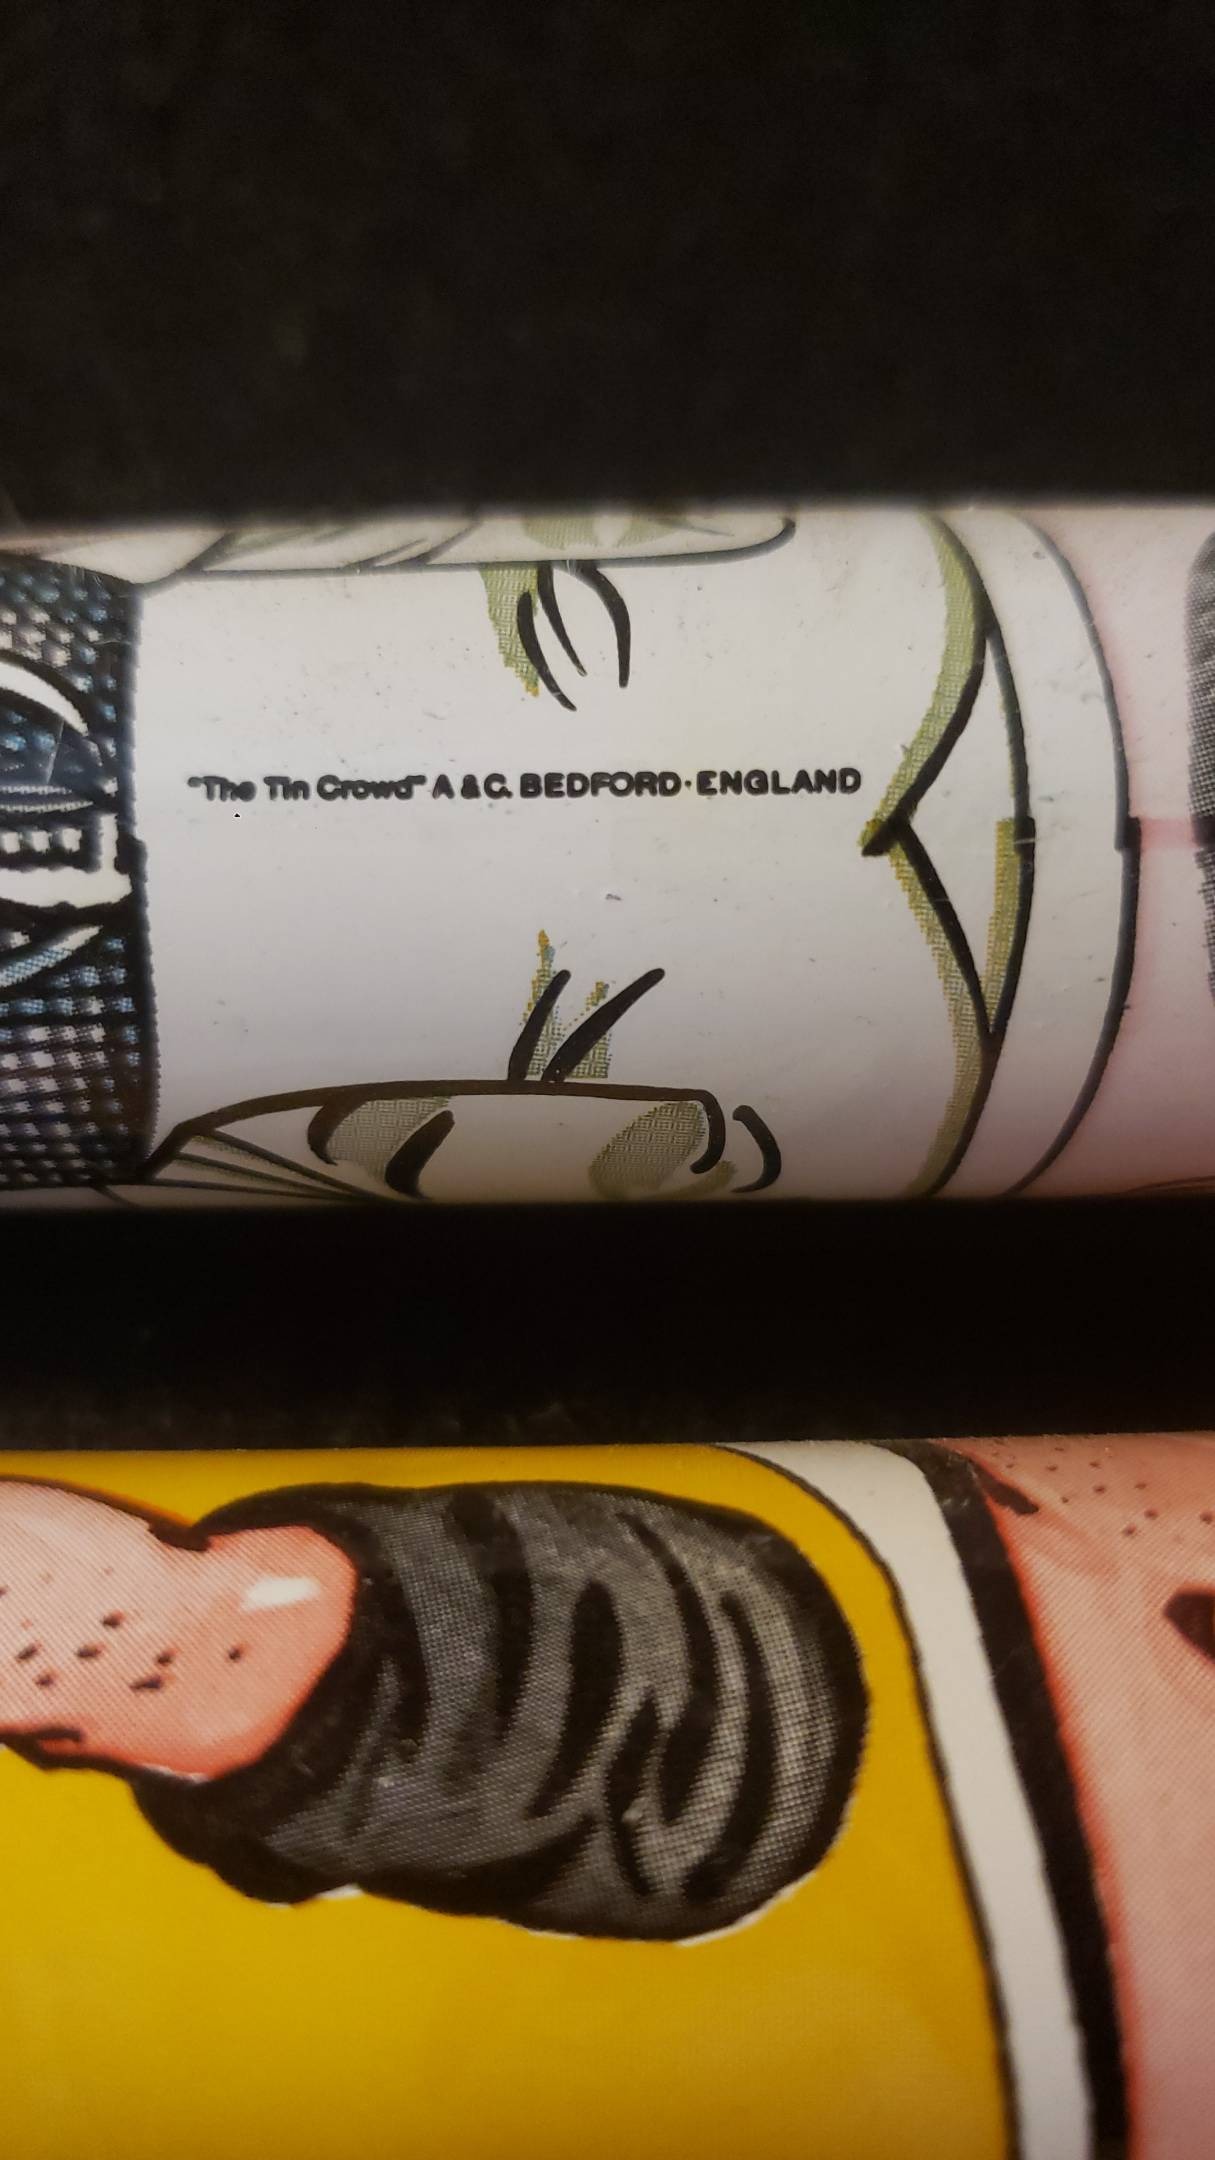 "The Tin Crowd" A & C. BEDFORD·ENGLAND